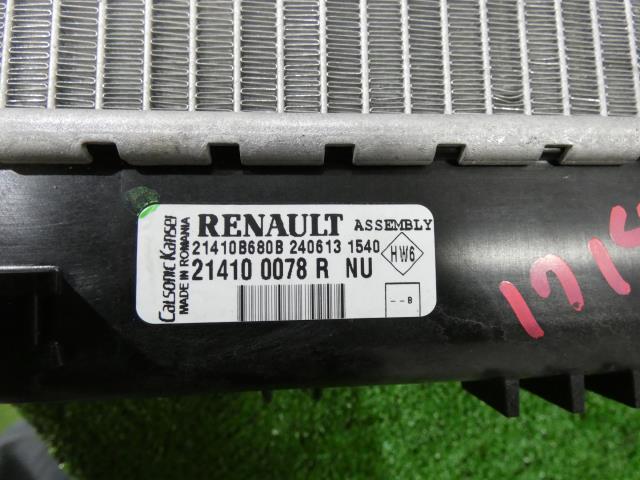 Calsonic Kansei
MADE IN ROMANIA
RENAULT ASSEMBLY
21410B680B 240613 1540
21410 0078 R NU
HW6
--B